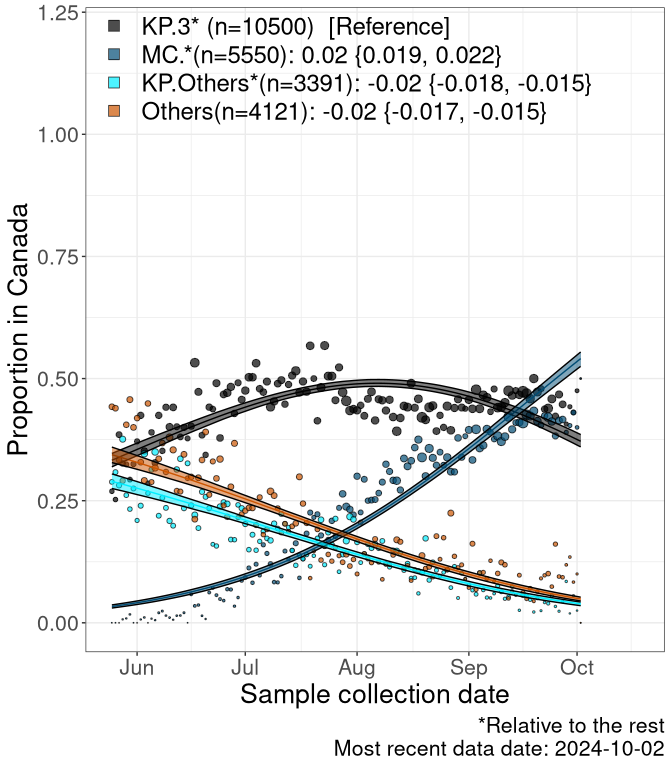 KP.3* (n=10500)  [Reference]
MC.*(n=5550): 0.02 {0.019, 0.022}
KP.Others*(n=3391): -0.02 {-0.018, -0.015}
Others(n=4121): -0.02 {-0.017, -0.015}
1.25
1.00
0.75
0.50
0.25
0.00
Proportion in Canada
Jun Jul Aug Sep Oct
Sample collection date
*Relative to the rest
Most recent data date: 2024-10-02